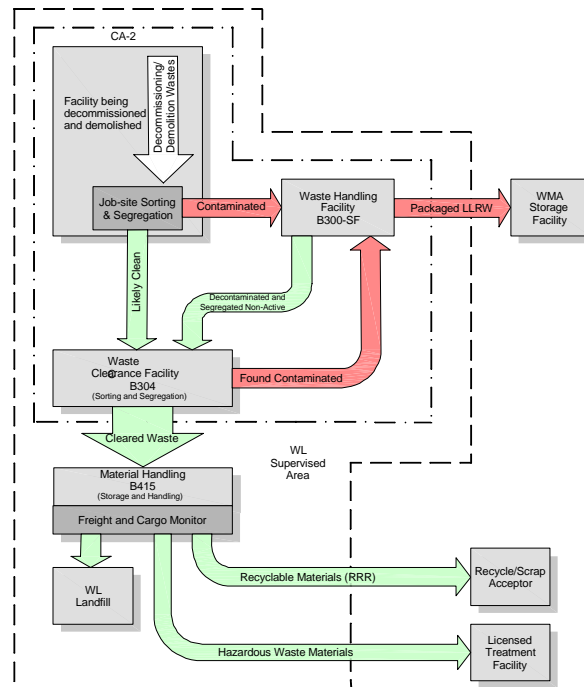 CA-2
Facility being
decommissioned
and demolished
Decommissioning/
Demolition Wastes
Job-site Sorting
& Segregation
Contaminated
Waste Handling
Facility
B300-SF
Packaged LLRW
WMA
Storage
Facility
Likely Clean
Decontaminated and
Segregated Non-Active
Waste
Clearance Facility
B304
(Sorting and Segregation)
Found Contaminated
Cleared Waste
WL
Supervised
Area
Material Handling
B415
(Storage and Handling)
Freight and Cargo Monitor
WL
Landfill
Recyclable Materials (RRR)
Recycle/Scrap
Acceptor
Hazardous Waste Materials
Licensed
Treatment
Facility